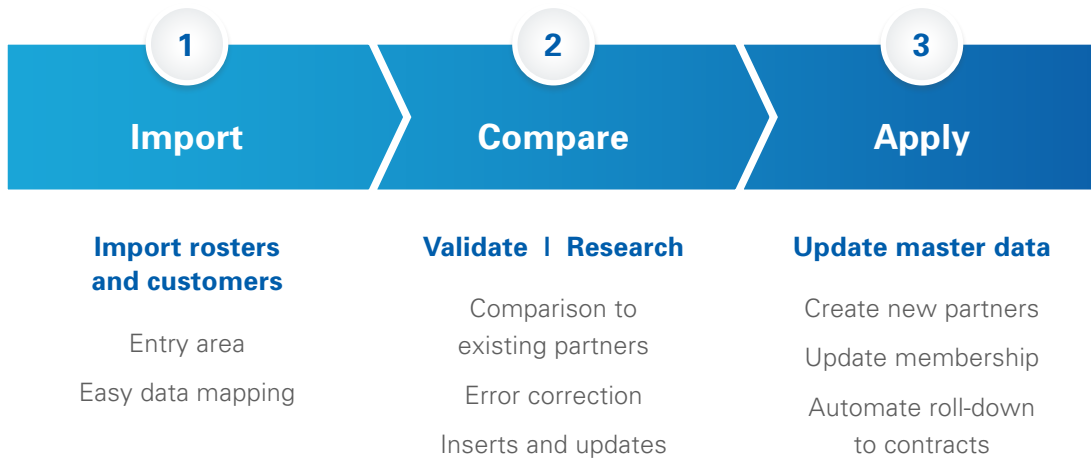 1
Import
Import rosters
and customers
Entry area
Easy data mapping
2
Compare
Validate | Research
Comparison to
existing partners
Error correction
Inserts and updates
3
Apply
Update master data
Create new partners
Update membership
Automate roll-down
to contracts